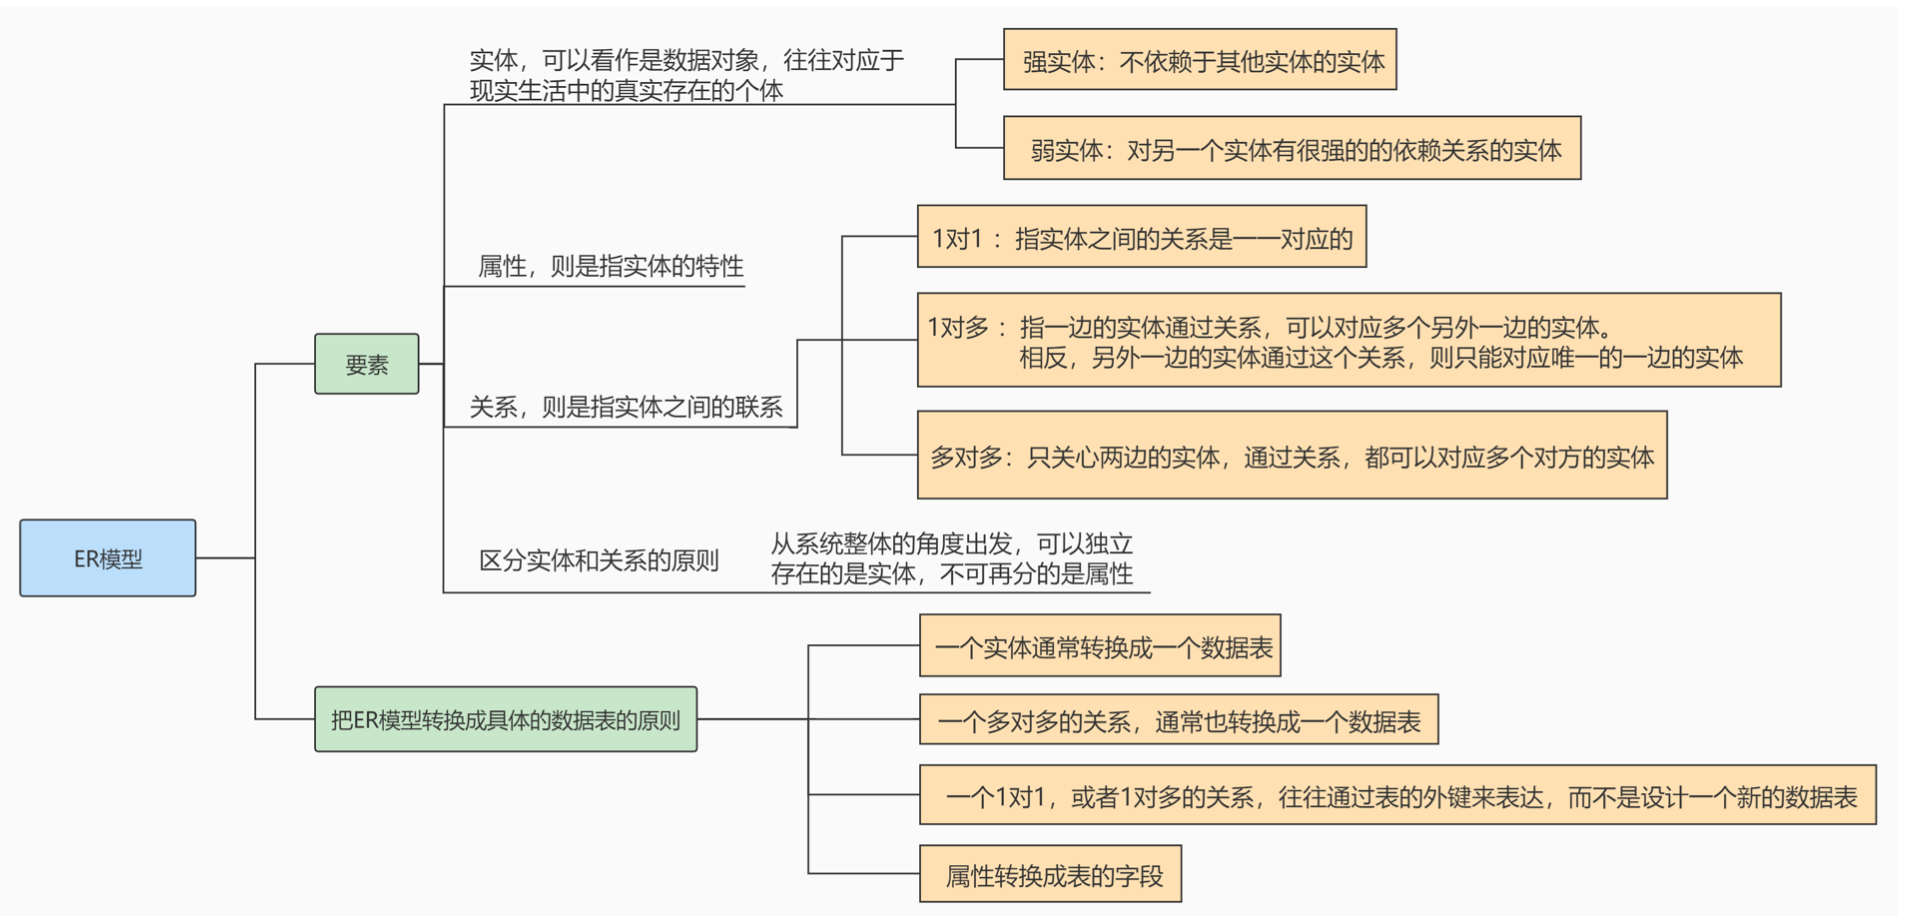 实体，可以看作是数据对象，往往对应于
现实生活中的真实存在的个体
强实体：不依赖于其他实体的实体
弱实体：对另一个实体有很强的的依赖关系的实体
属性，则是指实体的特性
1对1 ：指实体之间的关系是一一对应的
1对多 ：指一边的实体通过关系，可以对应多个另外一边的实体。
相反，另外一边的实体通过这个关系，则只能对应唯一的一边的实体
要素
关系，则是指实体之间的联系
多对多：只关心两边的实体，通过关系，都可以对应多个对方的实体
ER模型
区分实体和关系的原则
从系统整体的角度出发，可以独立
存在的是实体，不可再分的是属性
把ER模型转换成具体的数据表的原则
一个实体通常转换成一个数据表
一个多对多的关系，通常也转换成一个数据表
一个1对1，或者1对多的关系，往往通过表的外键来表达，而不是设计一个新的数据表
属性转换成表的字段